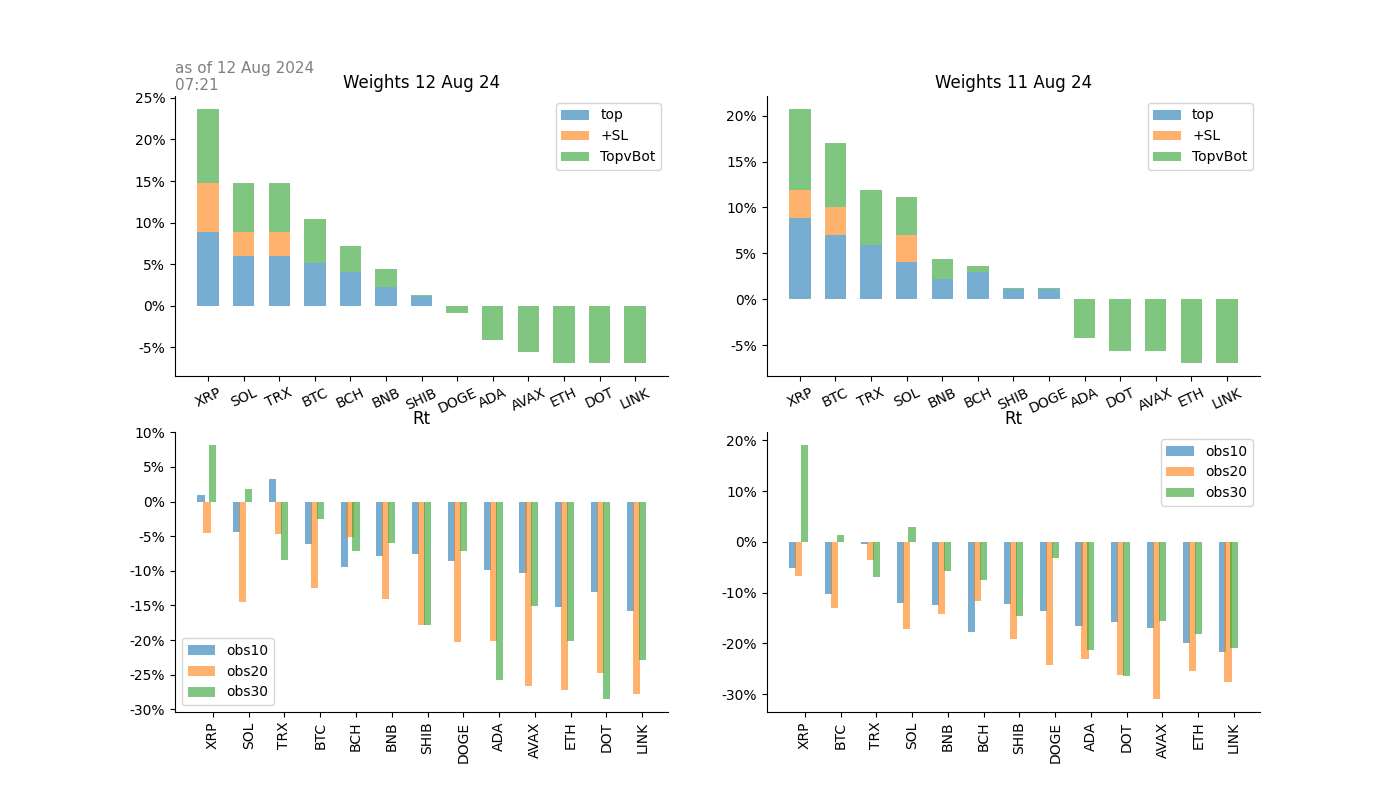 as of 12 Aug 2024
07:21
Weights 12 Aug 24
25%
20%
15%
10%
5%
0%
-5%
top
+SL
TopvBot
XRP SOL TRX BTC BCH BNB SHIB DOGE ADA AVAX ETH DOT LINK
Weights 11 Aug 24
20%
15%
10%
5%
0%
-5%
top
+SL
TopvBot
XRP BTC TRX SOL BNB BCH SHIB DOGE ADA DOT AVAX ETH LINK
Rt
10%
5%
0%
-5%
-10%
-15%
-20%
-25%
-30%
obs10
obs20
obs30
XRP SOL TRX BTC BCH BNB SHIB DOGE ADA AVAX ETH DOT LINK
Rt
20%
10%
0%
-10%
-20%
-30%
obs10
obs20
obs30
XRP BTC TRX SOL BNB BCH SHIB DOGE ADA DOT AVAX ETH LINK